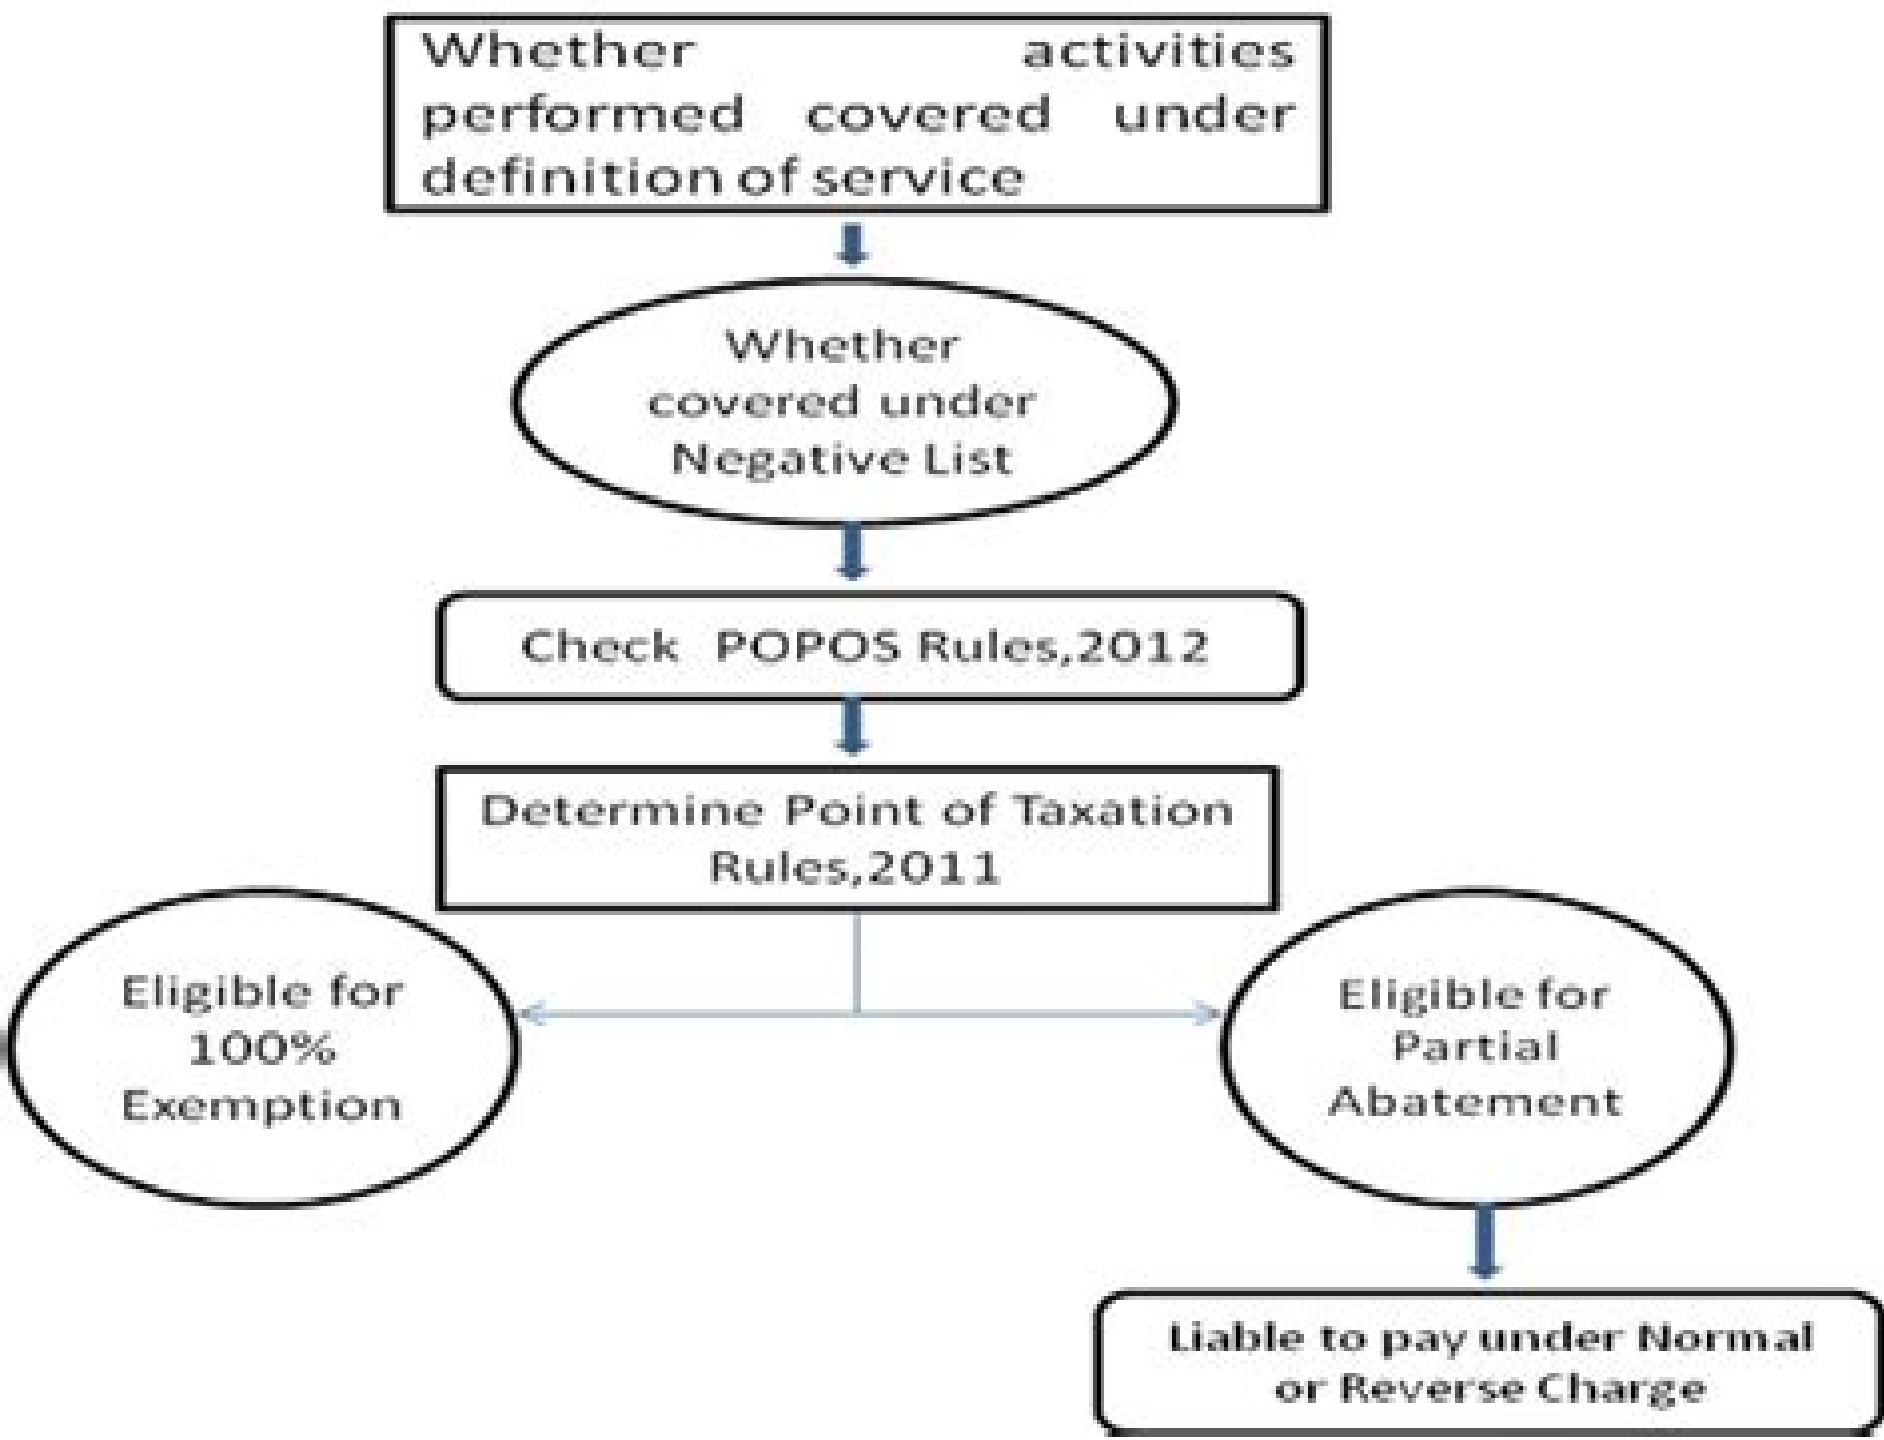 Whether activities
performed covered under
definition of service
Whether
covered under
Negative List
Check POPOS Rules,2012
Determine Point of Taxation
Rules,2011
Eligible for
100%
Exemption
Eligible for
Partial
Abatement
Liable to pay under Normal
or Reverse Charge